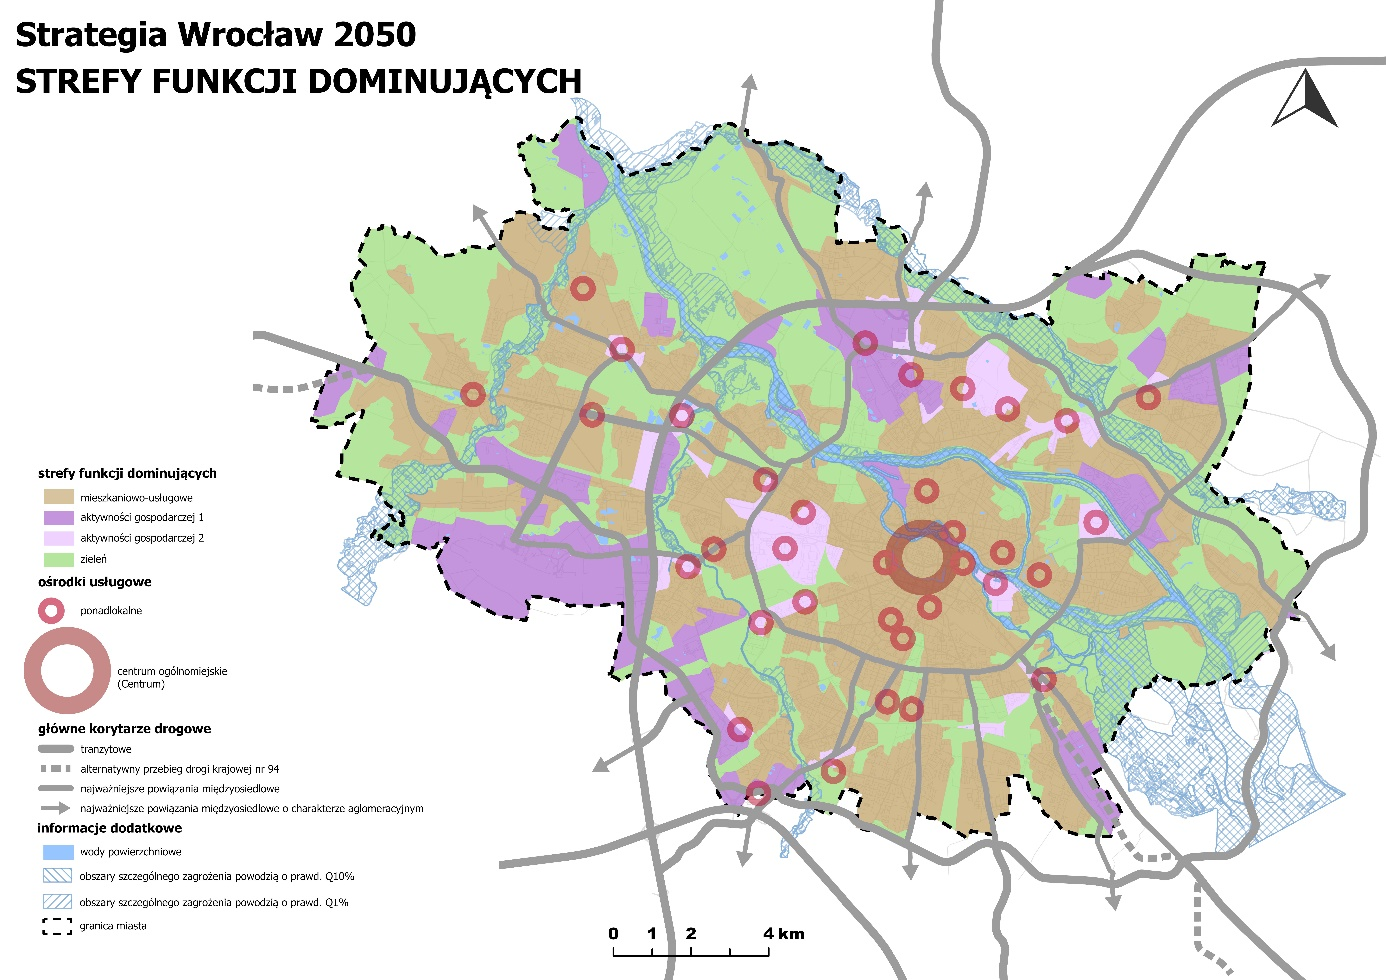 Strategia Wrocław 2050
STREFY FUNKCJI DOMINUJĄCYCH
strefy funkcji dominujących
mieszkaniowo-usługowe
aktywności gospodarczej 1
aktywności gospodarczej 2
zieleń
ośrodki usługowe
ponadlokalne
centrum ogólnomiejskie
(Centrum)
główne korytarze drogowe
tranzytowe
alternatywny przebieg drogi krajowej nr 94
najważniejsze powiązania międzyosiedlowe
najważniejsze powiązania międzyosiedlowe o charakterze aglomeracyjnym
informacje dodatkowe
wody powierzchniowe
obszary szczególnego zagrożenia powodzią o prawd. Q10%
obszary szczególnego zagrożenia powodzią o prawd. Q1%
granica miasta
0 1 2 4 km